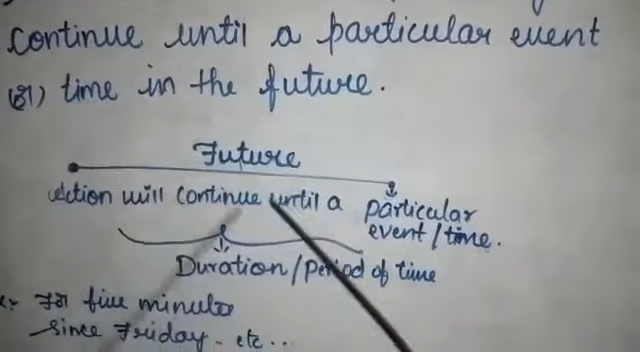 continue until a particular event
(or) time in the future.
Future
Action will continue until a particular
event/time.
Duration/period of time
Ex:- For five minutes
Since Friday. etc...